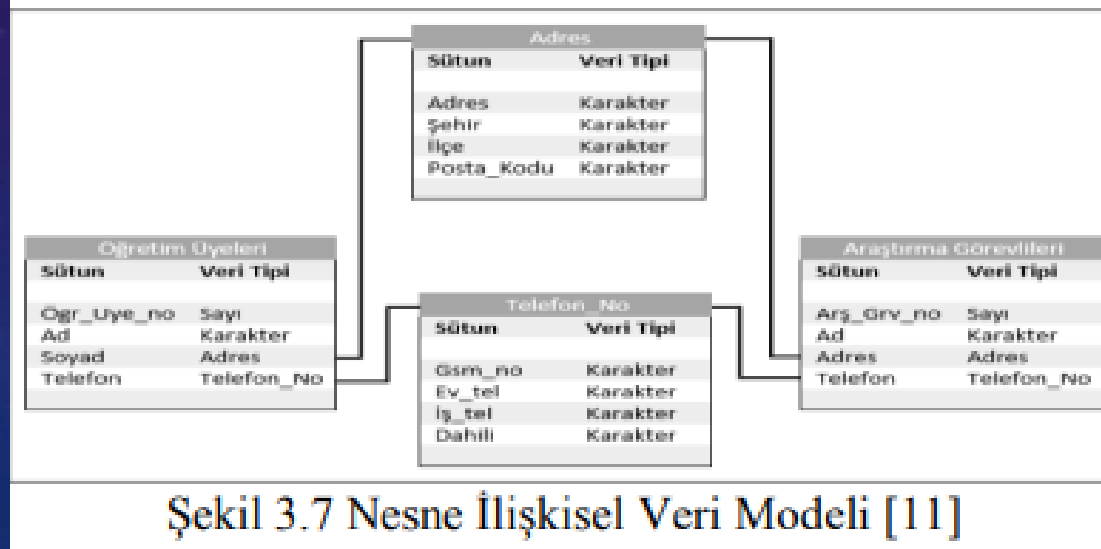 Adres
Sütun Veri Tipi
Adres Karakter
Şehir Karakter
İlçe Karakter
Posta_Kodu Karakter
Öğretim Üyeleri
Sütun Veri Tipi
Ogr_Uye_no Sayı
Ad Karakter
Soyad Adres
Telefon Telefon_No
Telefon_No
Sütun Veri Tipi
Gsm_no Karakter
Ev_tel Karakter
İş_tel Karakter
Dahili Karakter
Araştırma Görevlileri
Sütun Veri Tipi
Arş_Grv_no Sayı
Ad Karakter
Adres Adres
Telefon Telefon_No
Şekil 3.7 Nesne İlişkisel Veri Modeli [11]